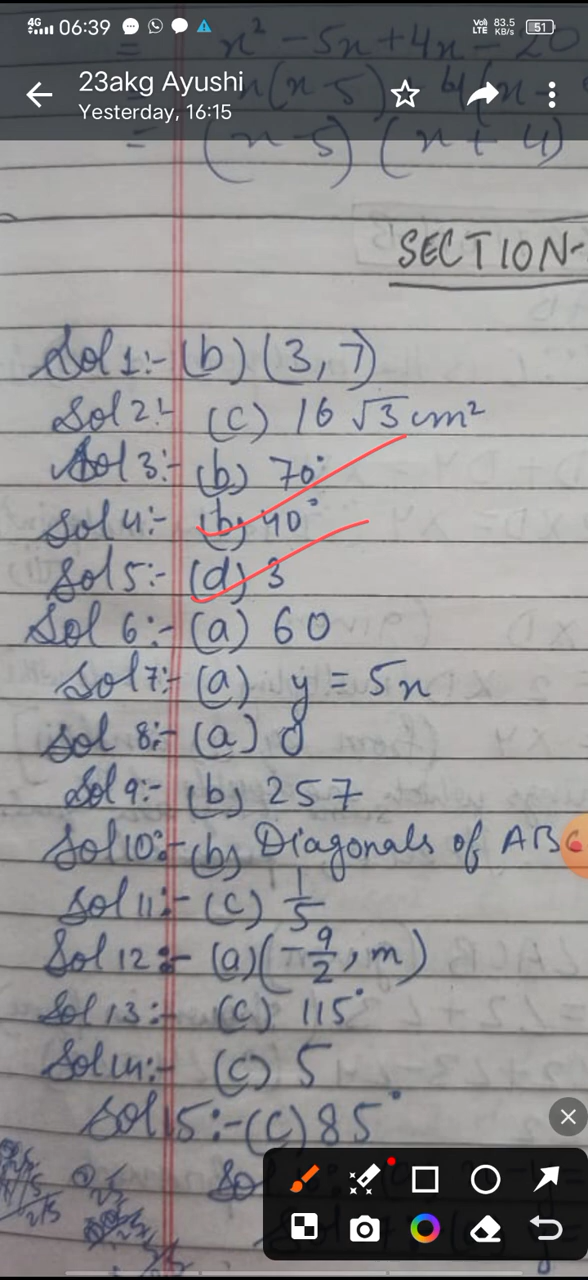 4G 06:39 Vol) LTE 83.5 KB/s 51
= x² - 5x + 4x - 20
23akg Ayushi
Yesterday, 16:15
x(x-5) 4(x-
= (x-5) (x+4)
SECTION-
Sol 1:- (b) (3, 7)
Sol 2:- (c) 16 √3 cm²
Sol 3:- (b) 70°
Sol 4:- (b) 40°
Sol 5:- (d) 3
Sol 6:- (a) 60
Sol 7:- (a) y = 5x
Sol 8:- (a) 0
Sol 9:- (b) 257
Sol 10:- (b) Diagonals of ABC
Sol 11:- (c) 1/5
Sol 12:- (a) (-9/2, m)
Sol 13:- (c) 115°
Sol 14:- (c) 5
Sol 15:- (c) 85°